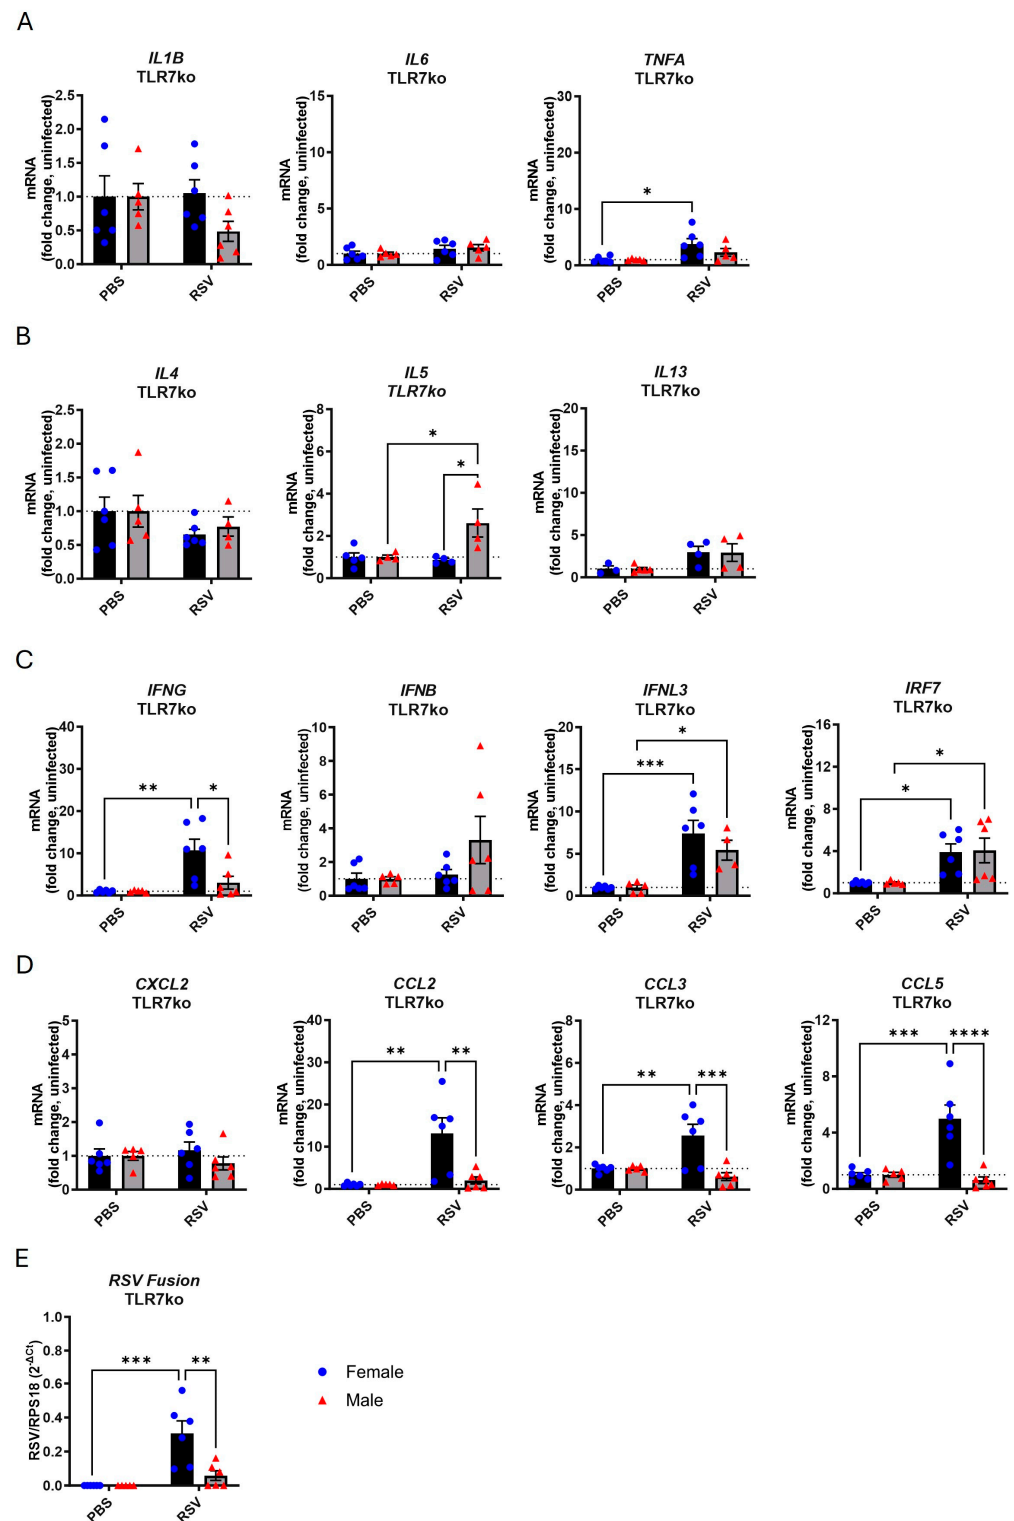 A
IL1B
TLR7ko
mRNA
(fold change, uninfected)
2.5
2.0
1.5
1.0
0.5
0.0
PBS
RSV
IL6
TLR7ko
mRNA
(fold change, uninfected)
15
10
5
0
PBS
RSV
TNFA
TLR7ko
mRNA
(fold change, uninfected)
30
20
10
0
*
PBS
RSV
B
IL4
TLR7ko
mRNA
(fold change, uninfected)
2.5
2.0
1.5
1.0
0.5
0.0
PBS
RSV
IL5
TLR7ko
mRNA
(fold change, uninfected)
8
6
4
2
0
*
*
PBS
RSV
IL13
TLR7ko
mRNA
(fold change, uninfected)
20
15
10
5
0
PBS
RSV
C
IFNG
TLR7ko
mRNA
(fold change, uninfected)
40
30
20
10
0
** *
PBS
RSV
IFNB
TLR7ko
mRNA
(fold change, uninfected)
10
8
6
4
2
0
PBS
RSV
IFNL3
TLR7ko
mRNA
(fold change, uninfected)
20
15
10
5
0
*
***
PBS
RSV
IRF7
TLR7ko
mRNA
(fold change, uninfected)
16
12
8
4
0
*
*
PBS
RSV
D
CXCL2
TLR7ko
mRNA
(fold change, uninfected)
5
4
3
2
1
0
PBS
RSV
CCL2
TLR7ko
mRNA
(fold change, uninfected)
40
30
20
10
0
** **
PBS
RSV
CCL3
TLR7ko
mRNA
(fold change, uninfected)
8
6
4
2
0
** ***
PBS
RSV
CCL5
TLR7ko
mRNA
(fold change, uninfected)
12
8
4
0
*** ****
PBS
RSV
E
RSV Fusion
TLR7ko
RSV/RPS18 (2^-ΔCt)
1.0
0.8
0.6
0.4
0.2
0.0
*** **
PBS
RSV
Female
Male